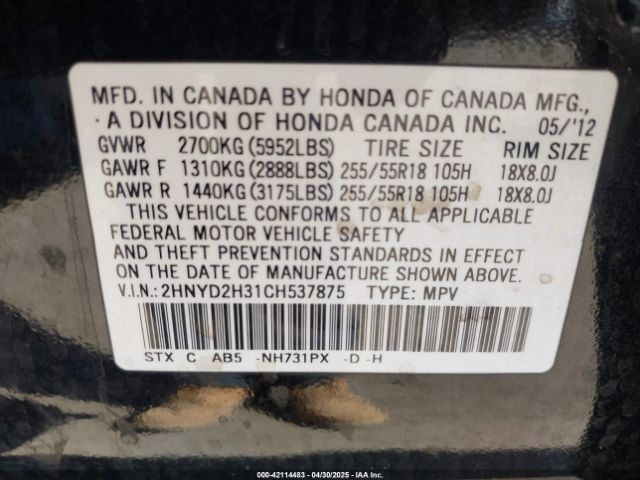 MFD. IN CANADA BY HONDA OF CANADA MFG.,
A DIVISION OF HONDA CANADA INC. 05/'12
GVWR 2700KG (5952LBS) TIRE SIZE RIM SIZE
GAWR F 1310KG (2888LBS) 255/55R18 105H 18X8.0J
GAWR R 1440KG (3175LBS) 255/55R18 105H 18X8.0J
THIS VEHICLE CONFORMS TO ALL APPLICABLE
FEDERAL MOTOR VEHICLE SAFETY
AND THEFT PREVENTION STANDARDS IN EFFECT
ON THE DATE OF MANUFACTURE SHOWN ABOVE.
V.I.N.: 2HNYD2H31CH537875 TYPE: MPV
STX C AB5 -NH731PX -D -H
000-42114483 - 04/30/2025 - IAAI.COM